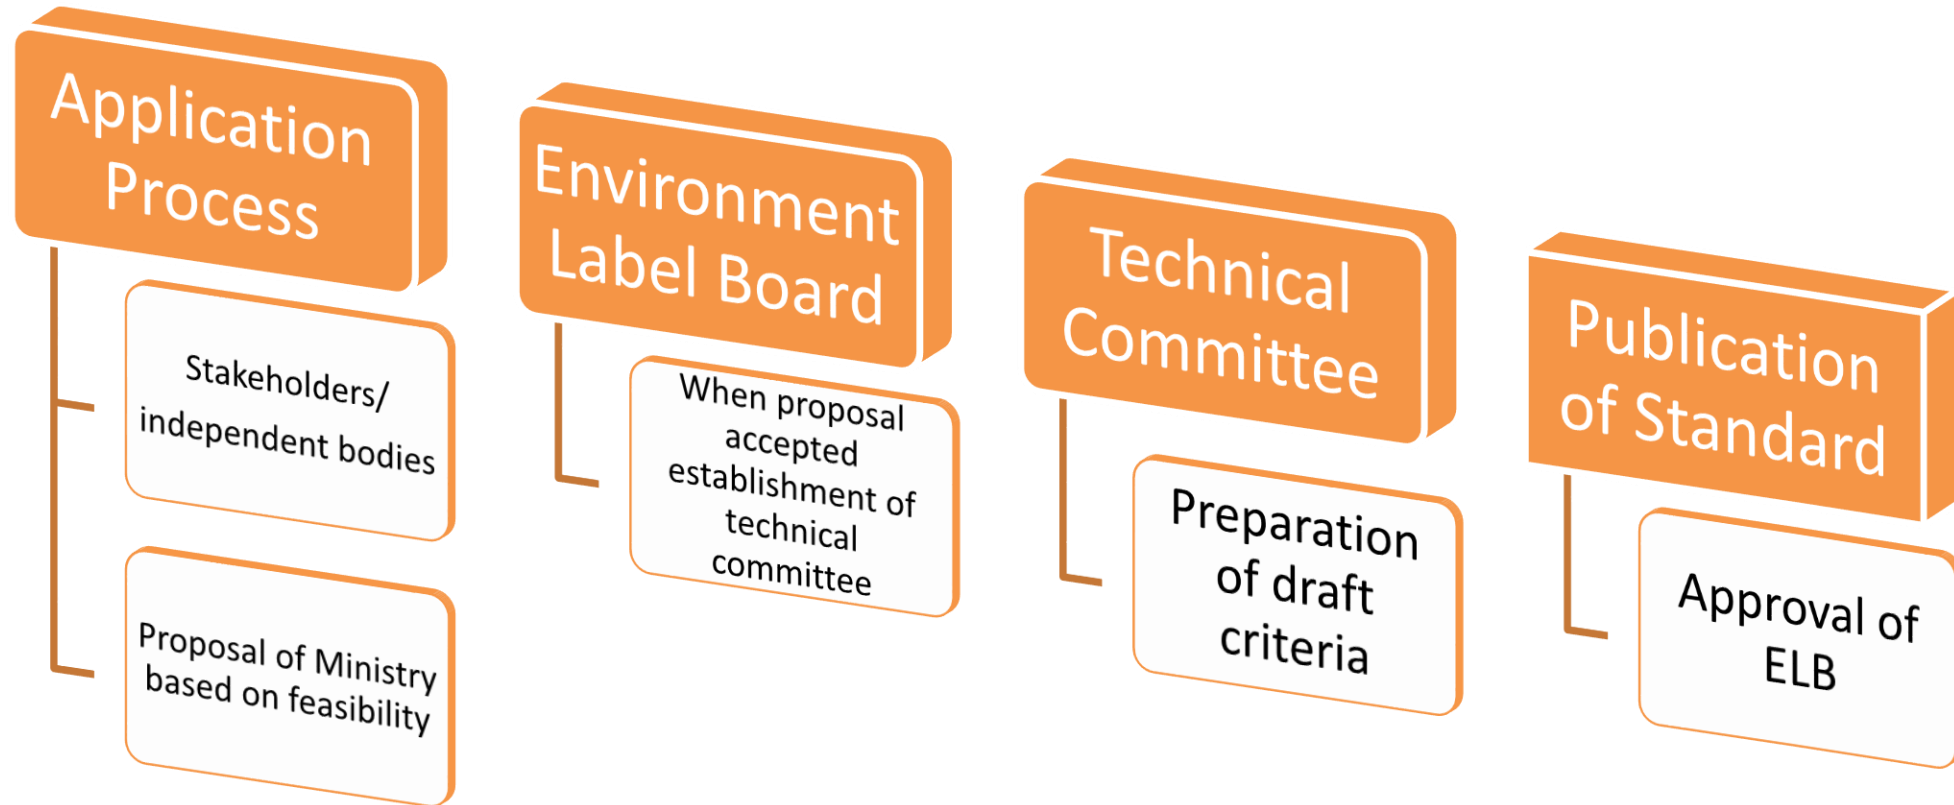 Application
Process
Stakeholders/
independent bodies
Proposal of Ministry
based on feasibility
Environment
Label Board
When proposal
accepted
establishment of
technical
committee
Technical
Committee
Preparation
of draft
criteria
Publication
of Standard
Approval of
ELB